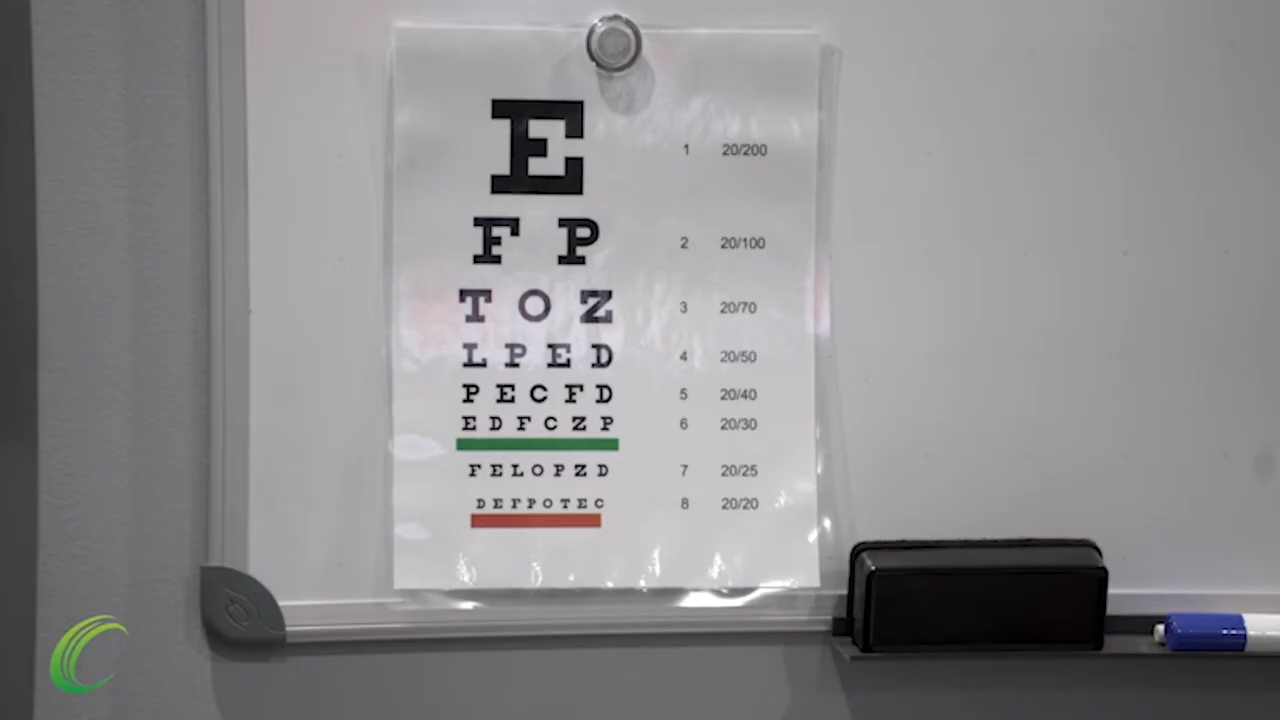 E 1 20/200
F P 2 20/100
T O Z 3 20/70
L P E D 4 20/50
P E C F D 5 20/40
E D F C Z P 6 20/30
F E L O P Z D 7 20/25
D E F P O T E C 8 20/20